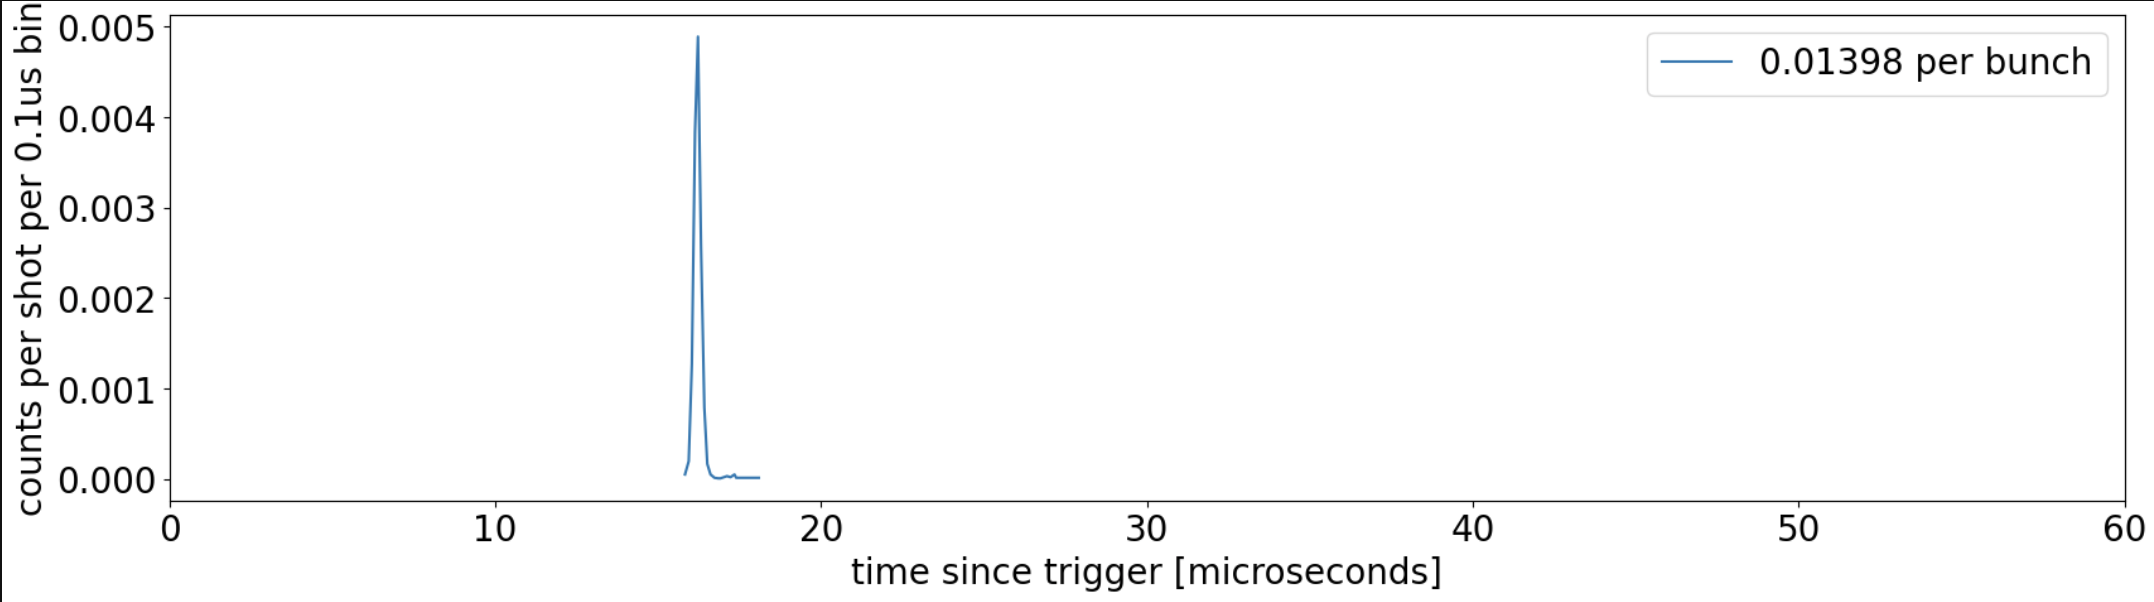 counts per shot per 0.1us bin
0.005
0.004
0.003
0.002
0.001
0.000
0.01398 per bunch
0 10 20 30 40 50 60
time since trigger [microseconds]